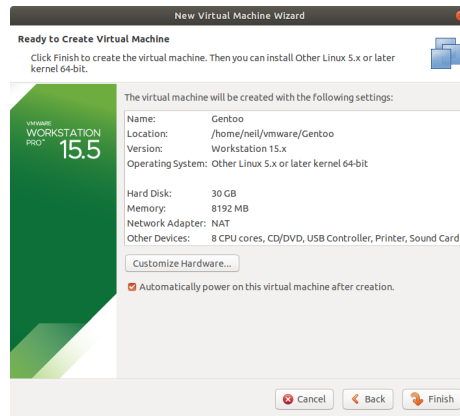 New Virtual Machine Wizard
Ready to Create Virtual Machine
Click Finish to create the virtual machine. Then you can install Other Linux 5.x or later
kernel 64-bit.
The virtual machine will be created with the following settings:
VMWARE
WORKSTATION
PRO™ 15.5
Name: Gentoo
Location: /home/neil/vmware/Gentoo
Version: Workstation 15.x
Operating System: Other Linux 5.x or later kernel 64-bit
Hard Disk: 30 GB
Memory: 8192 MB
Network Adapter: NAT
Other Devices: 8 CPU cores, CD/DVD, USB Controller, Printer, Sound Card
Customize Hardware...
Automatically power on this virtual machine after creation.
Cancel Back Finish